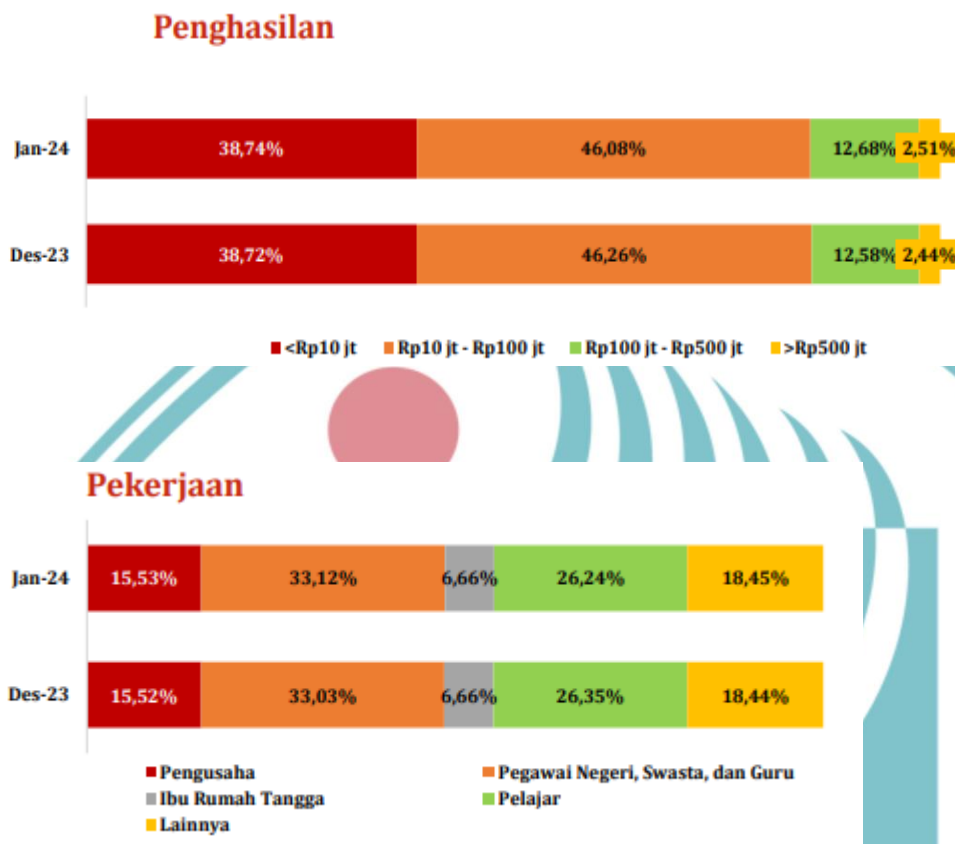 Penghasilan
Jan-24 38,74% 46,08% 12,68% 2,51%
Des-23 38,72% 46,26% 12,58% 2,44%
<Rp10 jt Rp10 jt - Rp100 jt Rp100 jt - Rp500 jt >Rp500 jt
Pekerjaan
Jan-24 15,53% 33,12% 6,66% 26,24% 18,45%
Des-23 15,52% 33,03% 6,66% 26,35% 18,44%
Pengusaha Pegawai Negeri, Swasta, dan Guru
Ibu Rumah Tangga Pelajar
Lainnya